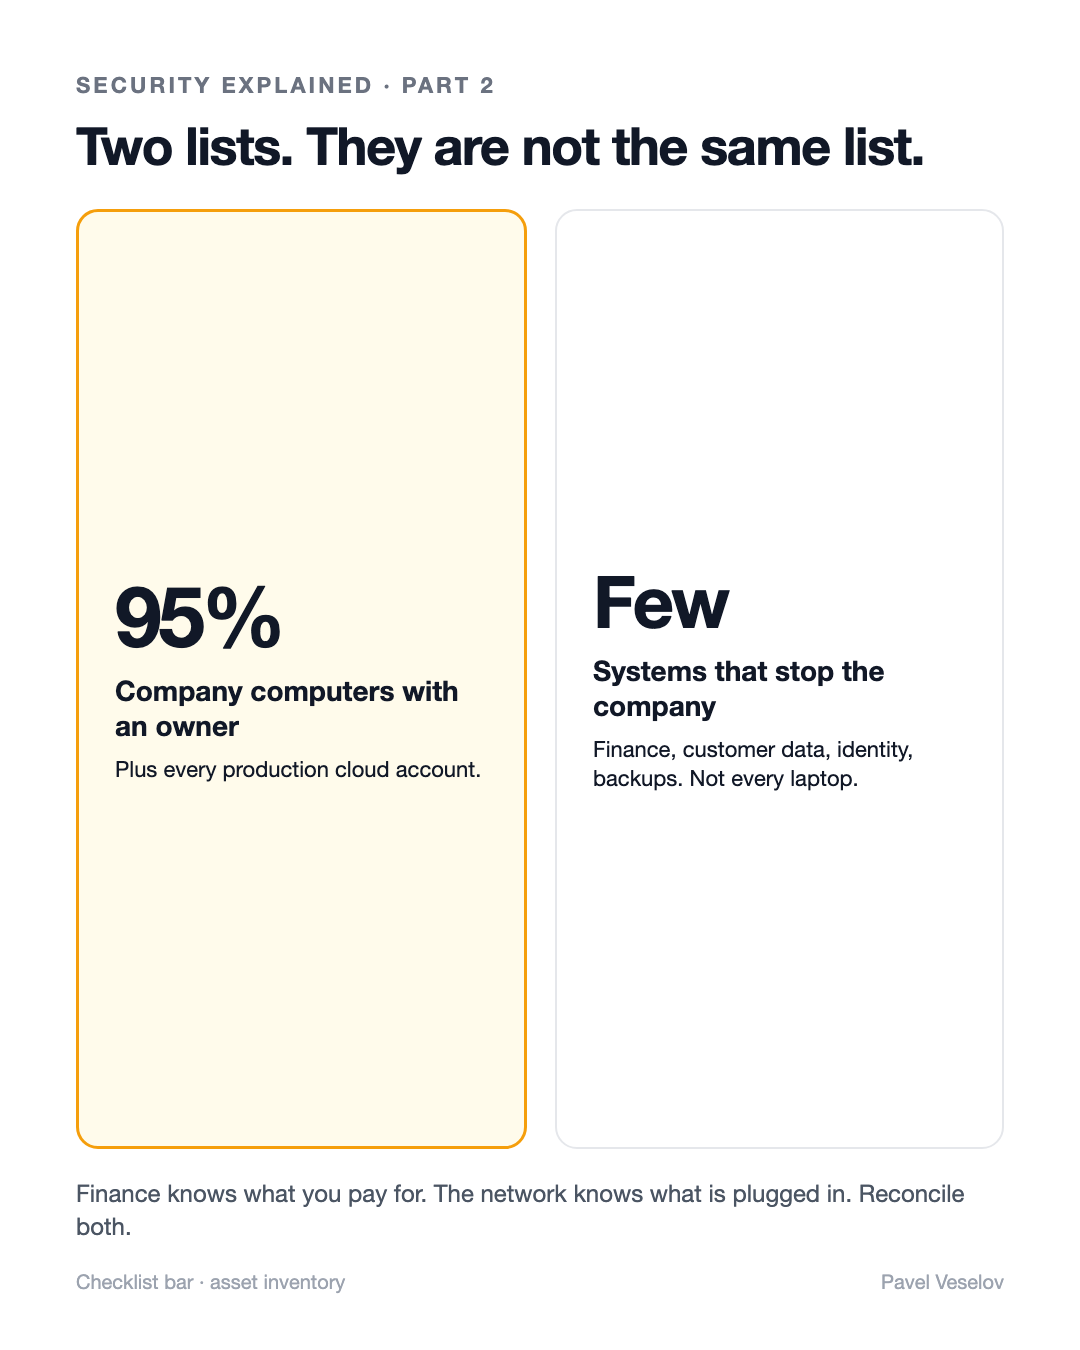 SECURITY EXPLAINED · PART 2
Two lists. They are not the same list.
95%
Company computers with
an owner
Plus every production cloud account.
Few
Systems that stop the
company
Finance, customer data, identity,
backups. Not every laptop.
Finance knows what you pay for. The network knows what is plugged in. Reconcile
both.
Checklist bar · asset inventory
Pavel Veselov